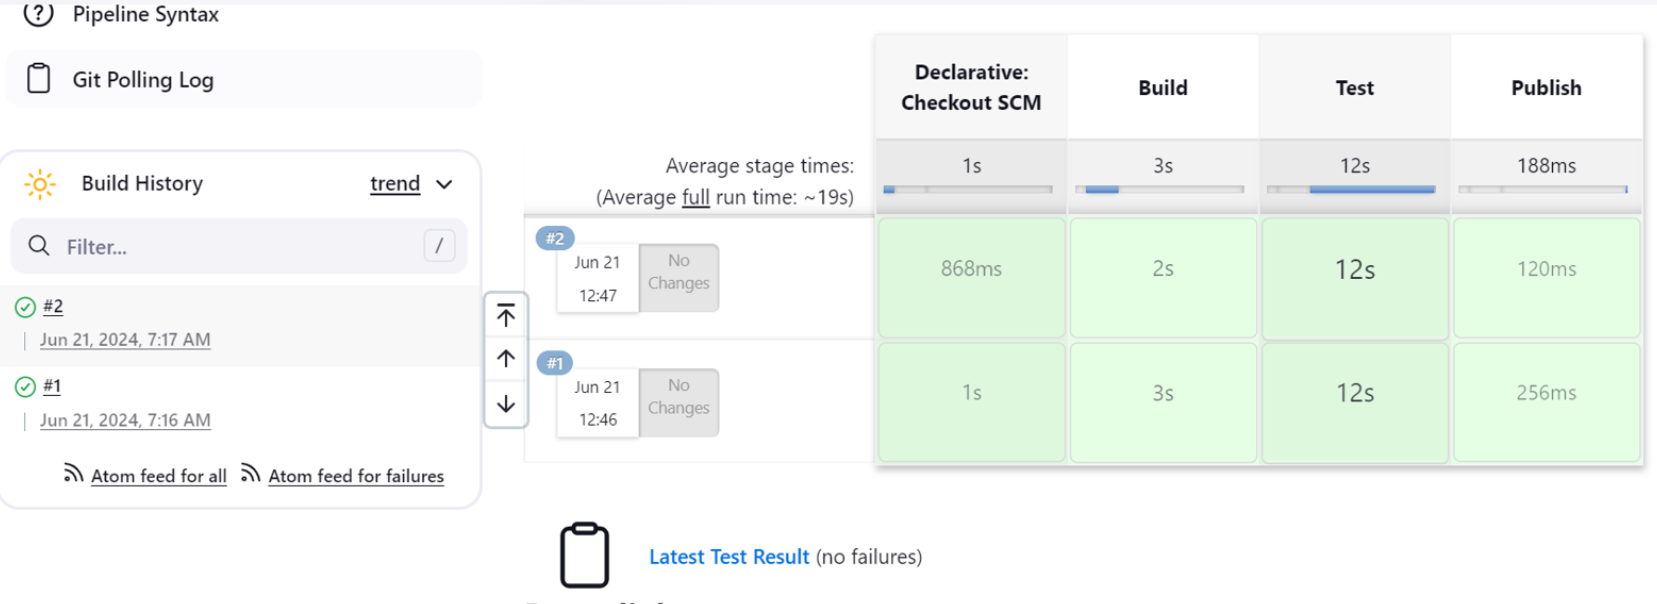 Pipeline Syntax
Git Polling Log
Build History
trend
Filter...
/
#2
Jun 21, 2024, 7:17 AM
#1
Jun 21, 2024, 7:16 AM
Atom feed for all
Atom feed for failures
Declarative:
Checkout SCM
Build
Test
Publish
Average stage times:
(Average full run time: ~19s)
1s
3s
12s
188ms
#2
Jun 21
12:47
No
Changes
868ms
2s
12s
120ms
#1
Jun 21
12:46
No
Changes
1s
3s
12s
256ms
Latest Test Result (no failures)